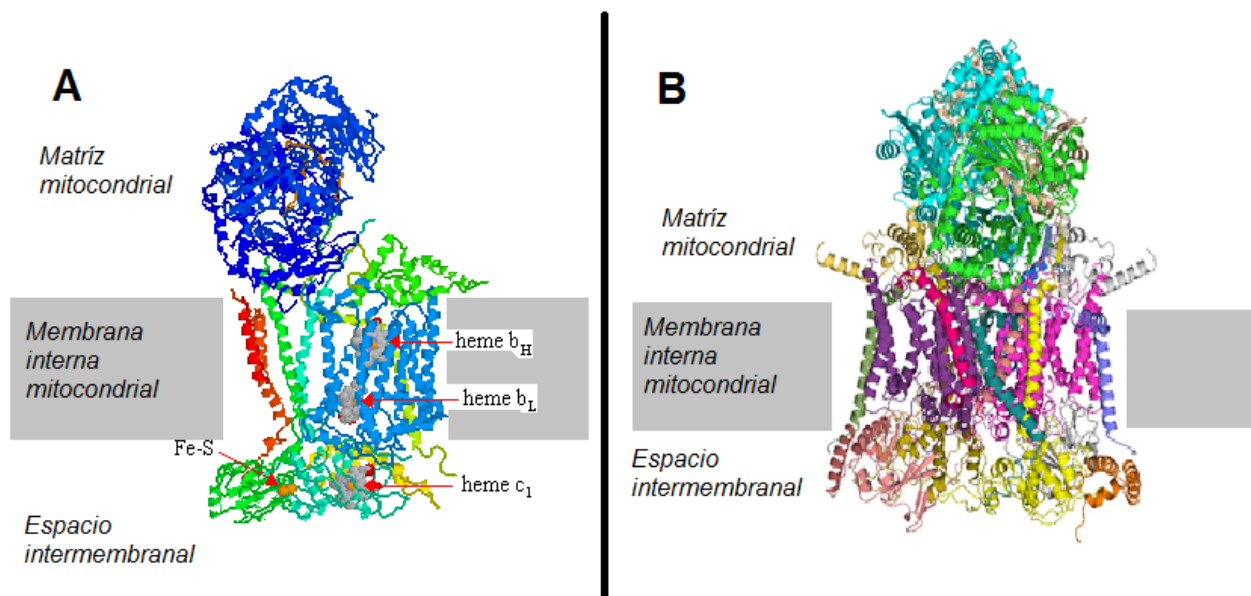 A
Matríz
mitocondrial
Membrana
interna
mitocondrial
heme bH
heme bL
Fe-S
heme c1
Espacio
intermembranal
B
Matríz
mitocondrial
Membrana
interna
mitocondrial
Espacio
intermembranal